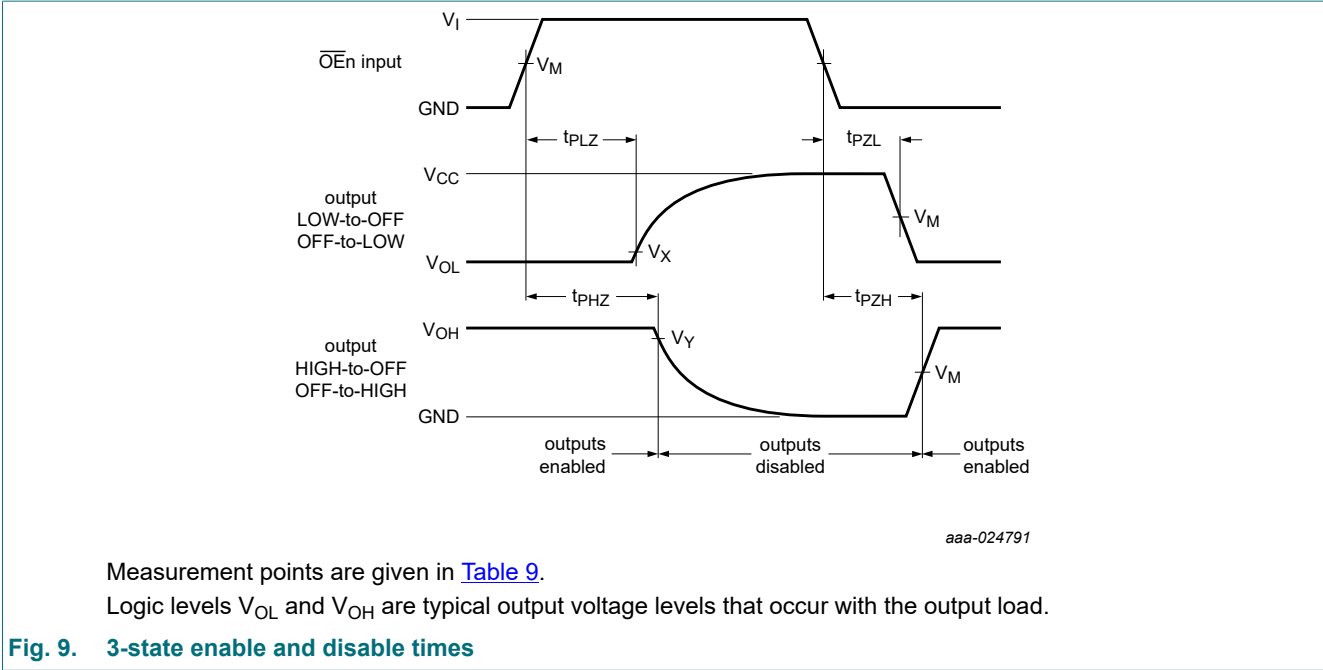 V_I
O̅E̅n input
V_M
GND
t_PLZ
t_PZL
V_CC
output
LOW-to-OFF
OFF-to-LOW
V_M
V_X
V_OL
t_PHZ
t_PZH
V_OH
output
HIGH-to-OFF
OFF-to-HIGH
V_Y
V_M
GND
outputs
enabled
outputs
disabled
outputs
enabled
aaa-024791
Measurement points are given in Table 9.
Logic levels V_OL and V_OH are typical output voltage levels that occur with the output load.
Fig. 9. 3-state enable and disable times